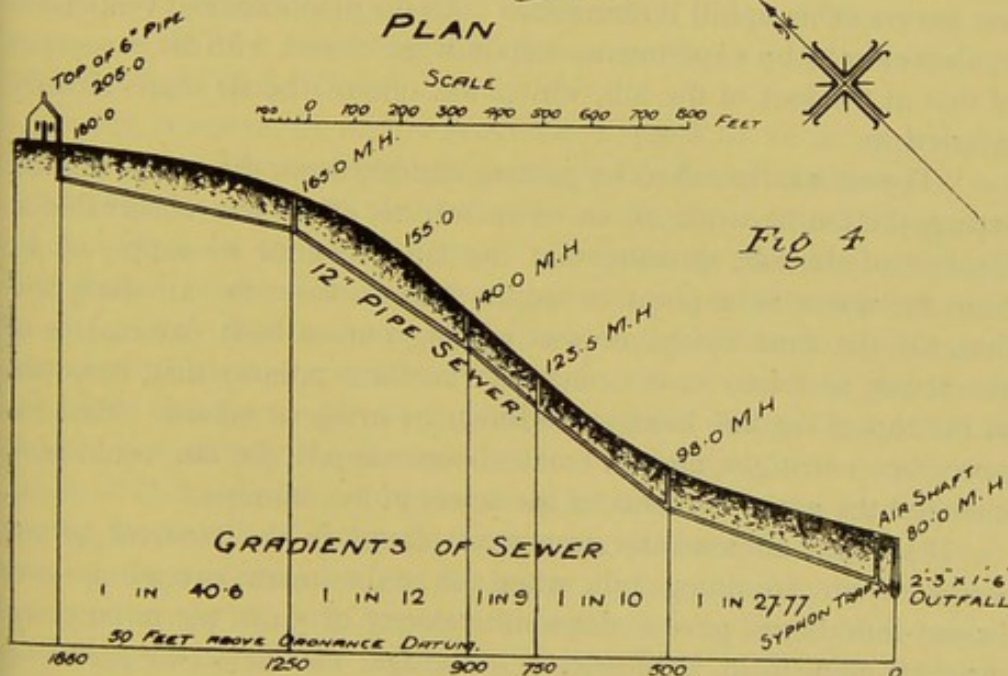 PLAN
SCALE
100 0 100 200 300 400 500 600 700 800 FEET
TOP OF 6" PIPE
205.0
180.0
165.0 M.H.
155.0
140.0 M.H
123.5 M.H
98.0 M.H
AIR SHAFT
80.0 M.H
Fig 4
12" PIPE SEWER.
GRADIENTS OF SEWER
1 IN 40.8 1 IN 12 1 IN 9 1 IN 10 1 IN 27.77
SYPHON TRAP
2'-3" x 1'-6"
OUTFALL
50 FEET ABOVE ORDNANCE DATUM.
1250 900 750 500 0